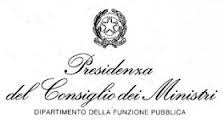 Presidenza
del Consiglio dei Ministri
DIPARTIMENTO DELLA FUNZIONE PUBBLICA